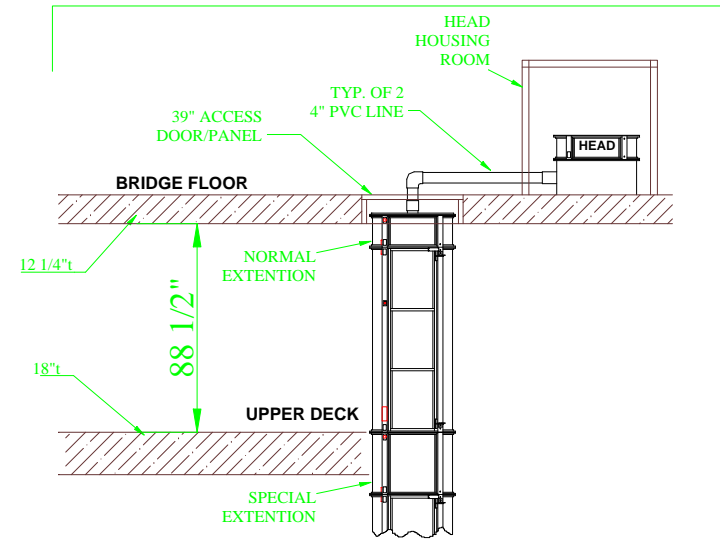 HEAD
HOUSING
ROOM
TYP. OF 2
4" PVC LINE
39" ACCESS
DOOR/PANEL
HEAD
BRIDGE FLOOR
NORMAL
EXTENTION
12 1/4"t
88 1/2"
18"t
UPPER DECK
SPECIAL
EXTENTION